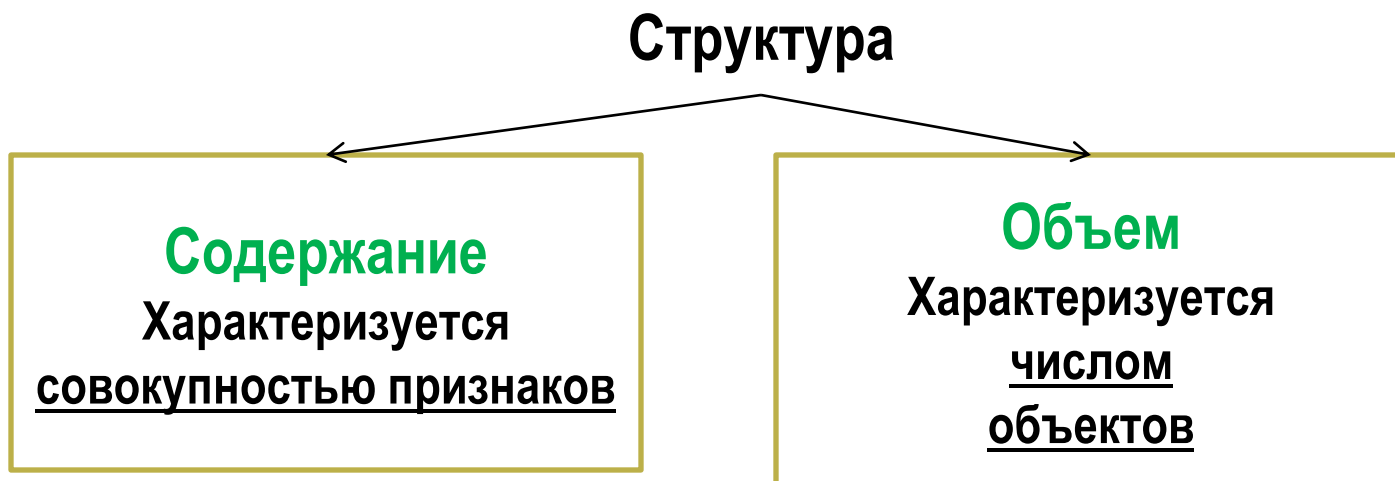 Структура
Содержание
Характеризуется
совокупностью признаков
Объем
Характеризуется
числом
объектов